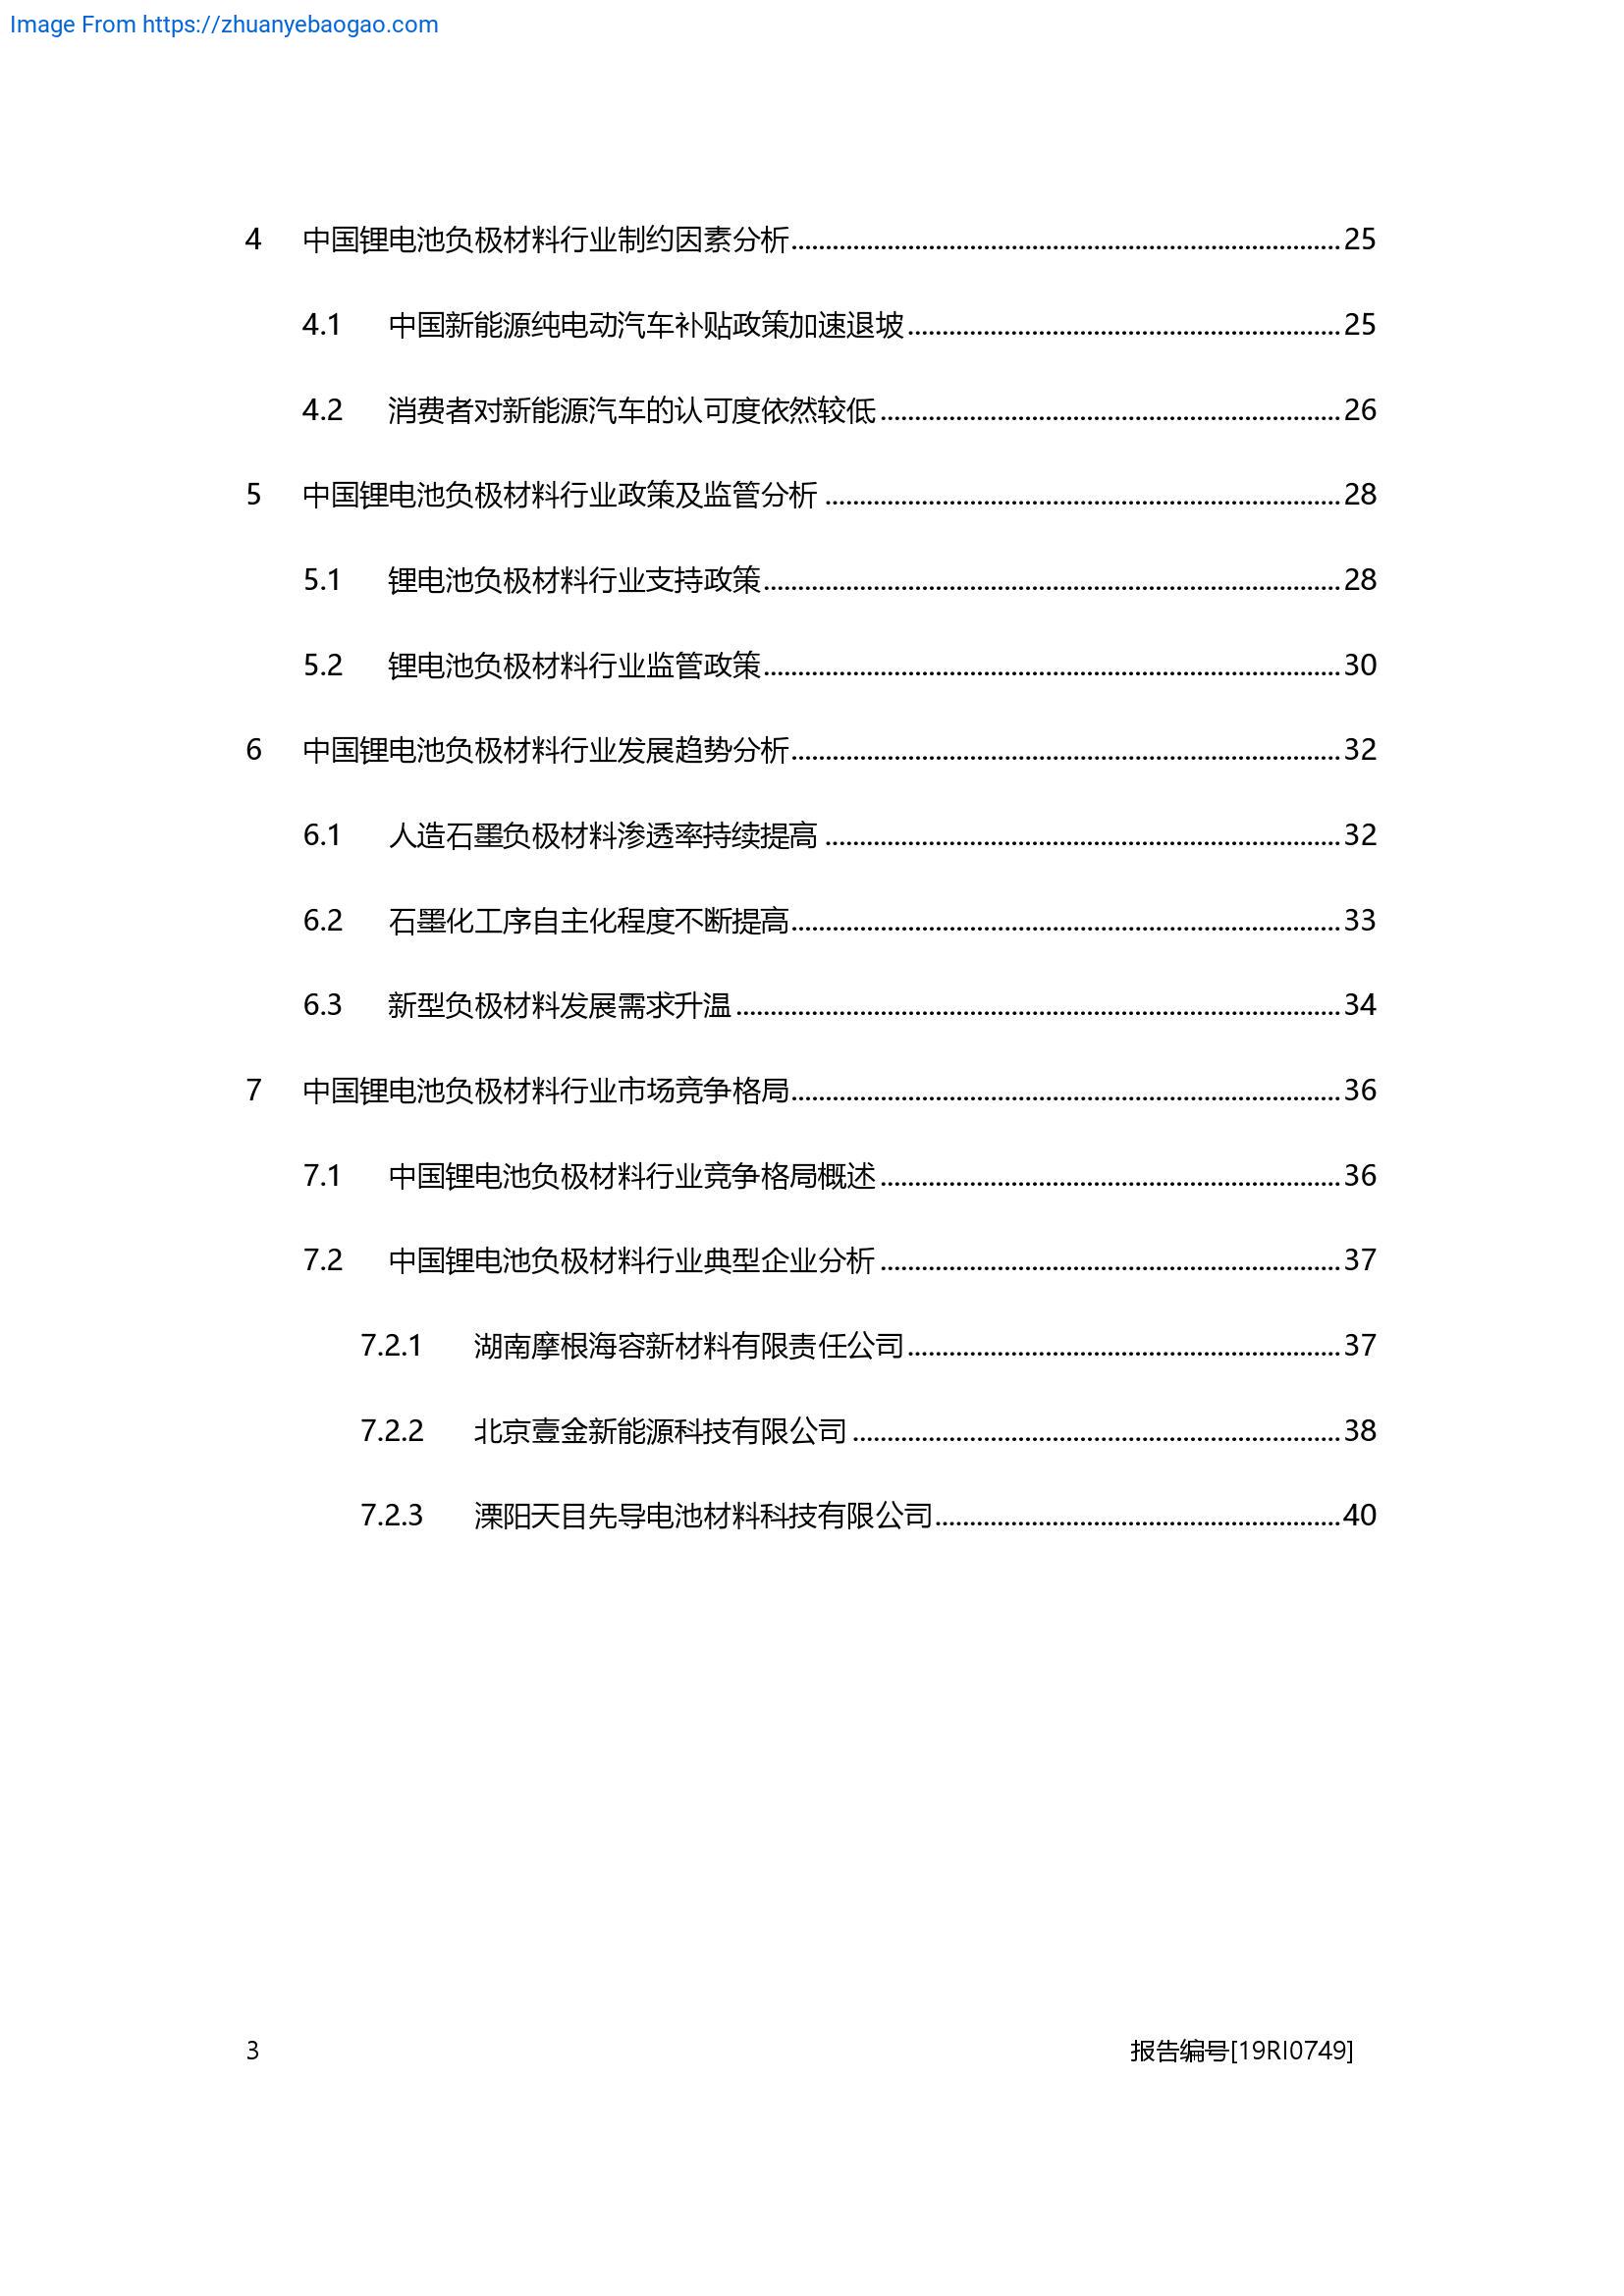 Image From https://zhuanyebaogao.com
4 中国锂电池负极材料行业制约因素分析........................................25
4.1 中国新能源纯电动汽车补贴政策加速退坡........................................25
4.2 消费者对新能源汽车的认可度依然较低........................................26
5 中国锂电池负极材料行业政策及监管分析........................................28
5.1 锂电池负极材料行业支持政策........................................28
5.2 锂电池负极材料行业监管政策........................................30
6 中国锂电池负极材料行业发展趋势分析........................................32
6.1 人造石墨负极材料渗透率持续提高........................................32
6.2 石墨化工序自主化程度不断提高........................................33
6.3 新型负极材料发展需求升温........................................34
7 中国锂电池负极材料行业市场竞争格局........................................36
7.1 中国锂电池负极材料行业竞争格局概述........................................36
7.2 中国锂电池负极材料行业典型企业分析........................................37
7.2.1 湖南摩根海容新材料有限责任公司........................................37
7.2.2 北京壹金新能源科技有限公司........................................38
7.2.3 溧阳天目先导电池材料科技有限公司........................................40
3 报告编号[19RI0749]